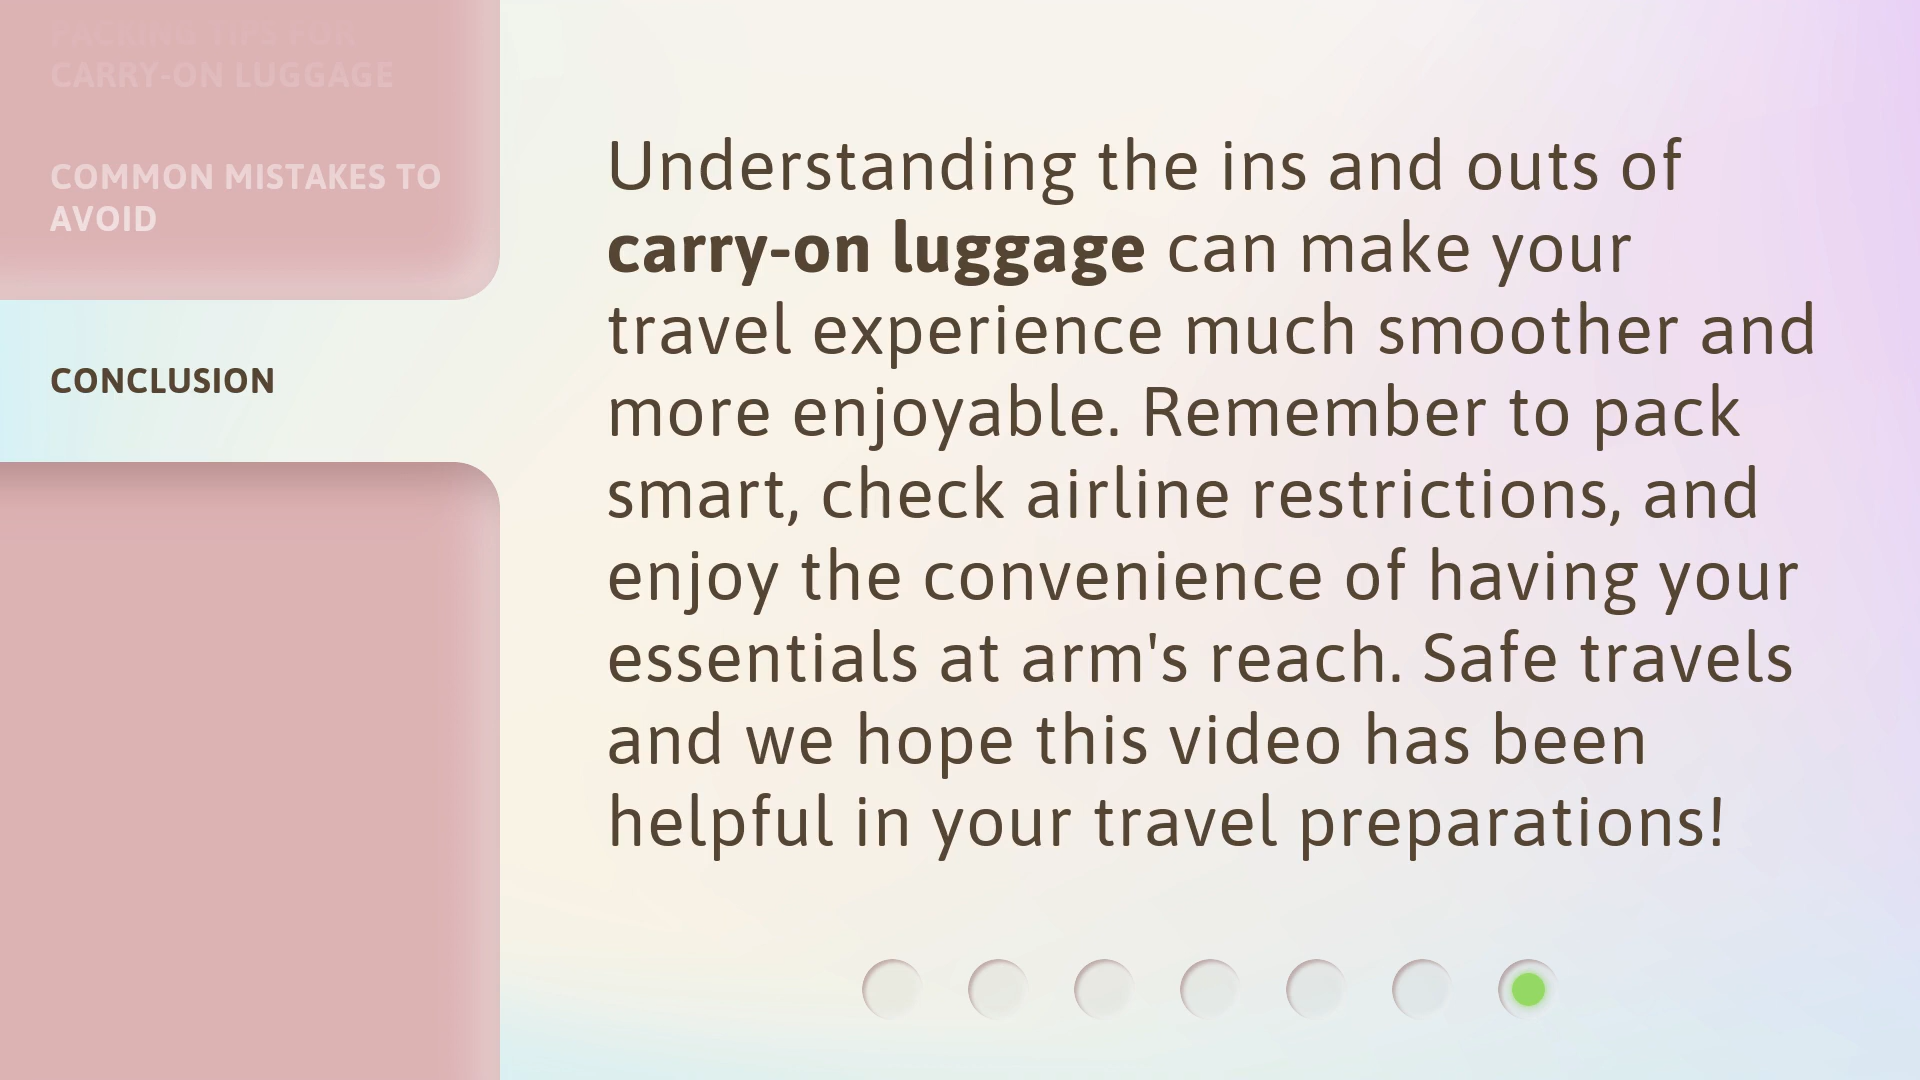 PACKING TIPS FOR
CARRY-ON LUGGAGE
COMMON MISTAKES TO
AVOID
CONCLUSION
Understanding the ins and outs of
carry-on luggage can make your
travel experience much smoother and
more enjoyable. Remember to pack
smart, check airline restrictions, and
enjoy the convenience of having your
essentials at arm's reach. Safe travels
and we hope this video has been
helpful in your travel preparations!